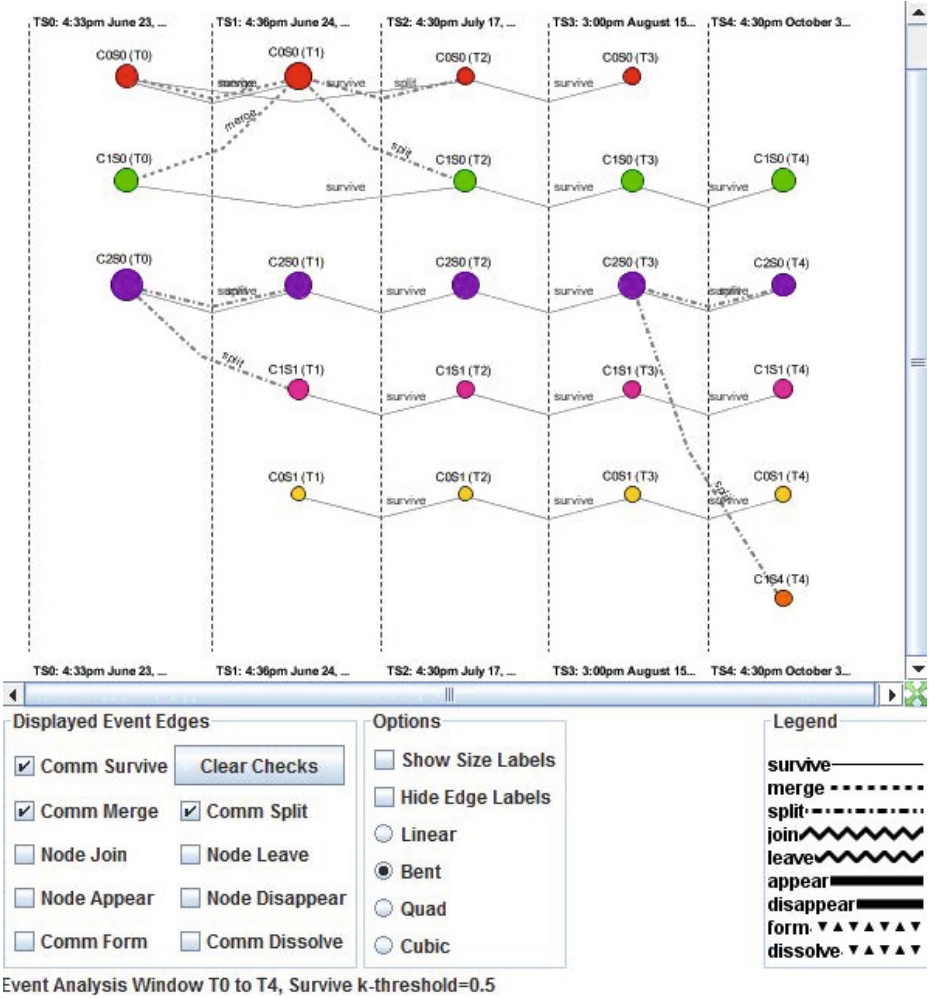 TS0: 4:33pm June 23, ... TS1: 4:36pm June 24, ... TS2: 4:30pm July 17, ... TS3: 3:00pm August 15... TS4: 4:30pm October 3...
C0S0 (T0) C0S0 (T1) C0S0 (T2) C0S0 (T3)
survive split survive
merge
split
C1S0 (T0) C1S0 (T2) C1S0 (T3) C1S0 (T4)
survive survive survive
C2S0 (T0) C2S0 (T1) C2S0 (T2) C2S0 (T3) C2S0 (T4)
survive survive
split
C1S1 (T1) C1S1 (T2) C1S1 (T3) C1S1 (T4)
survive survive survive
C0S1 (T1) C0S1 (T2) C0S1 (T3) C0S1 (T4)
survive survive survive
split
C1S4 (T4)
TS0: 4:33pm June 23, ... TS1: 4:36pm June 24, ... TS2: 4:30pm July 17, ... TS3: 3:00pm August 15... TS4: 4:30pm October 3...
Displayed Event Edges
Comm Survive Clear Checks
Comm Merge Comm Split
Node Join Node Leave
Node Appear Node Disappear
Comm Form Comm Dissolve
Options
Show Size Labels
Hide Edge Labels
Linear
Bent
Quad
Cubic
Legend
survive
merge
split
join
leave
appear
disappear
form
dissolve
Event Analysis Window T0 to T4, Survive k-threshold=0.5